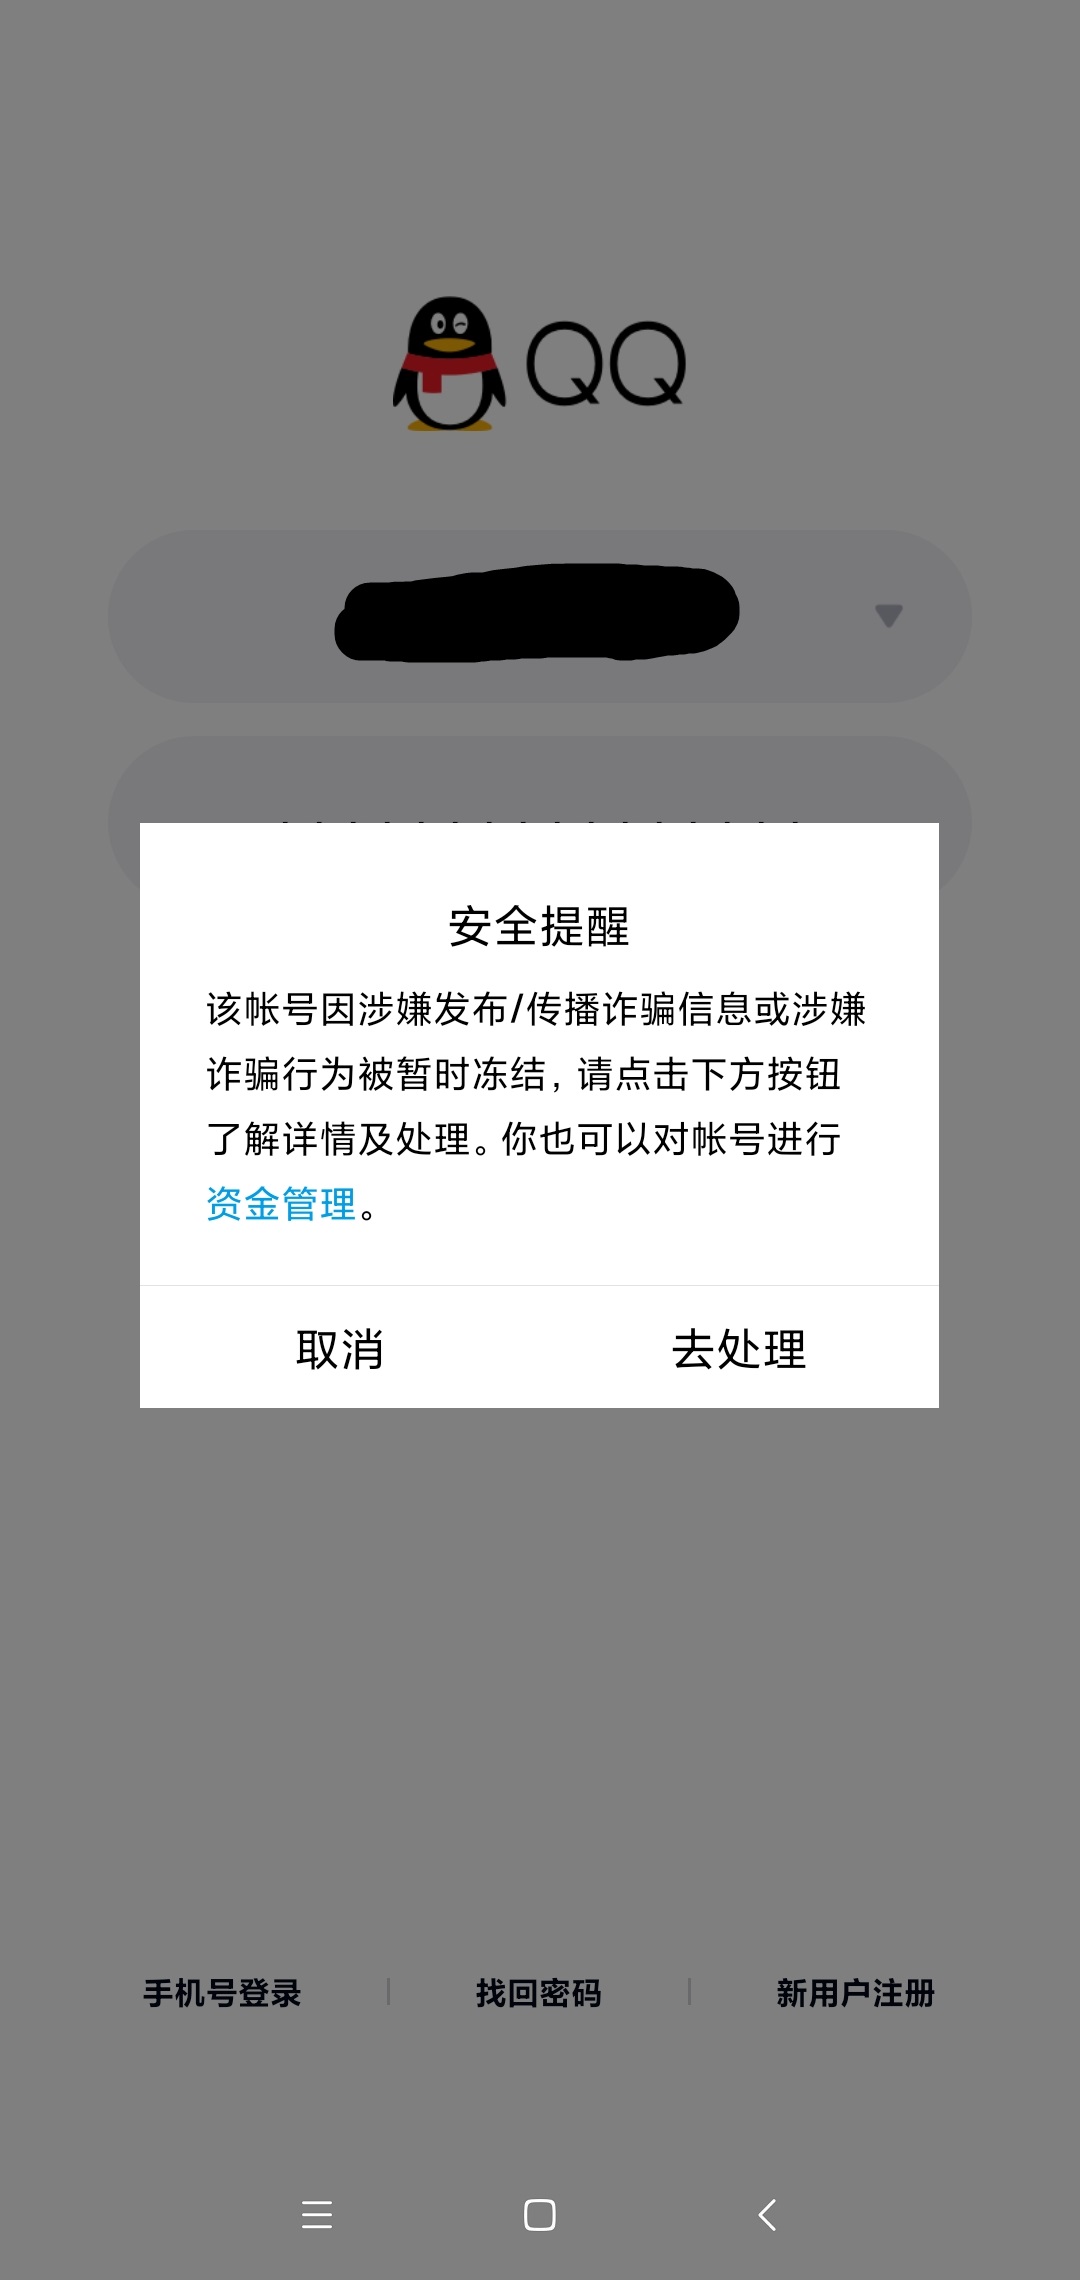 QQ
安全提醒
该帐号因涉嫌发布/传播诈骗信息或涉嫌
诈骗行为被暂时冻结，请点击下方按钮
了解详情及处理。你也可以对帐号进行
资金管理。
取消 去处理
手机号登录 找回密码 新用户注册